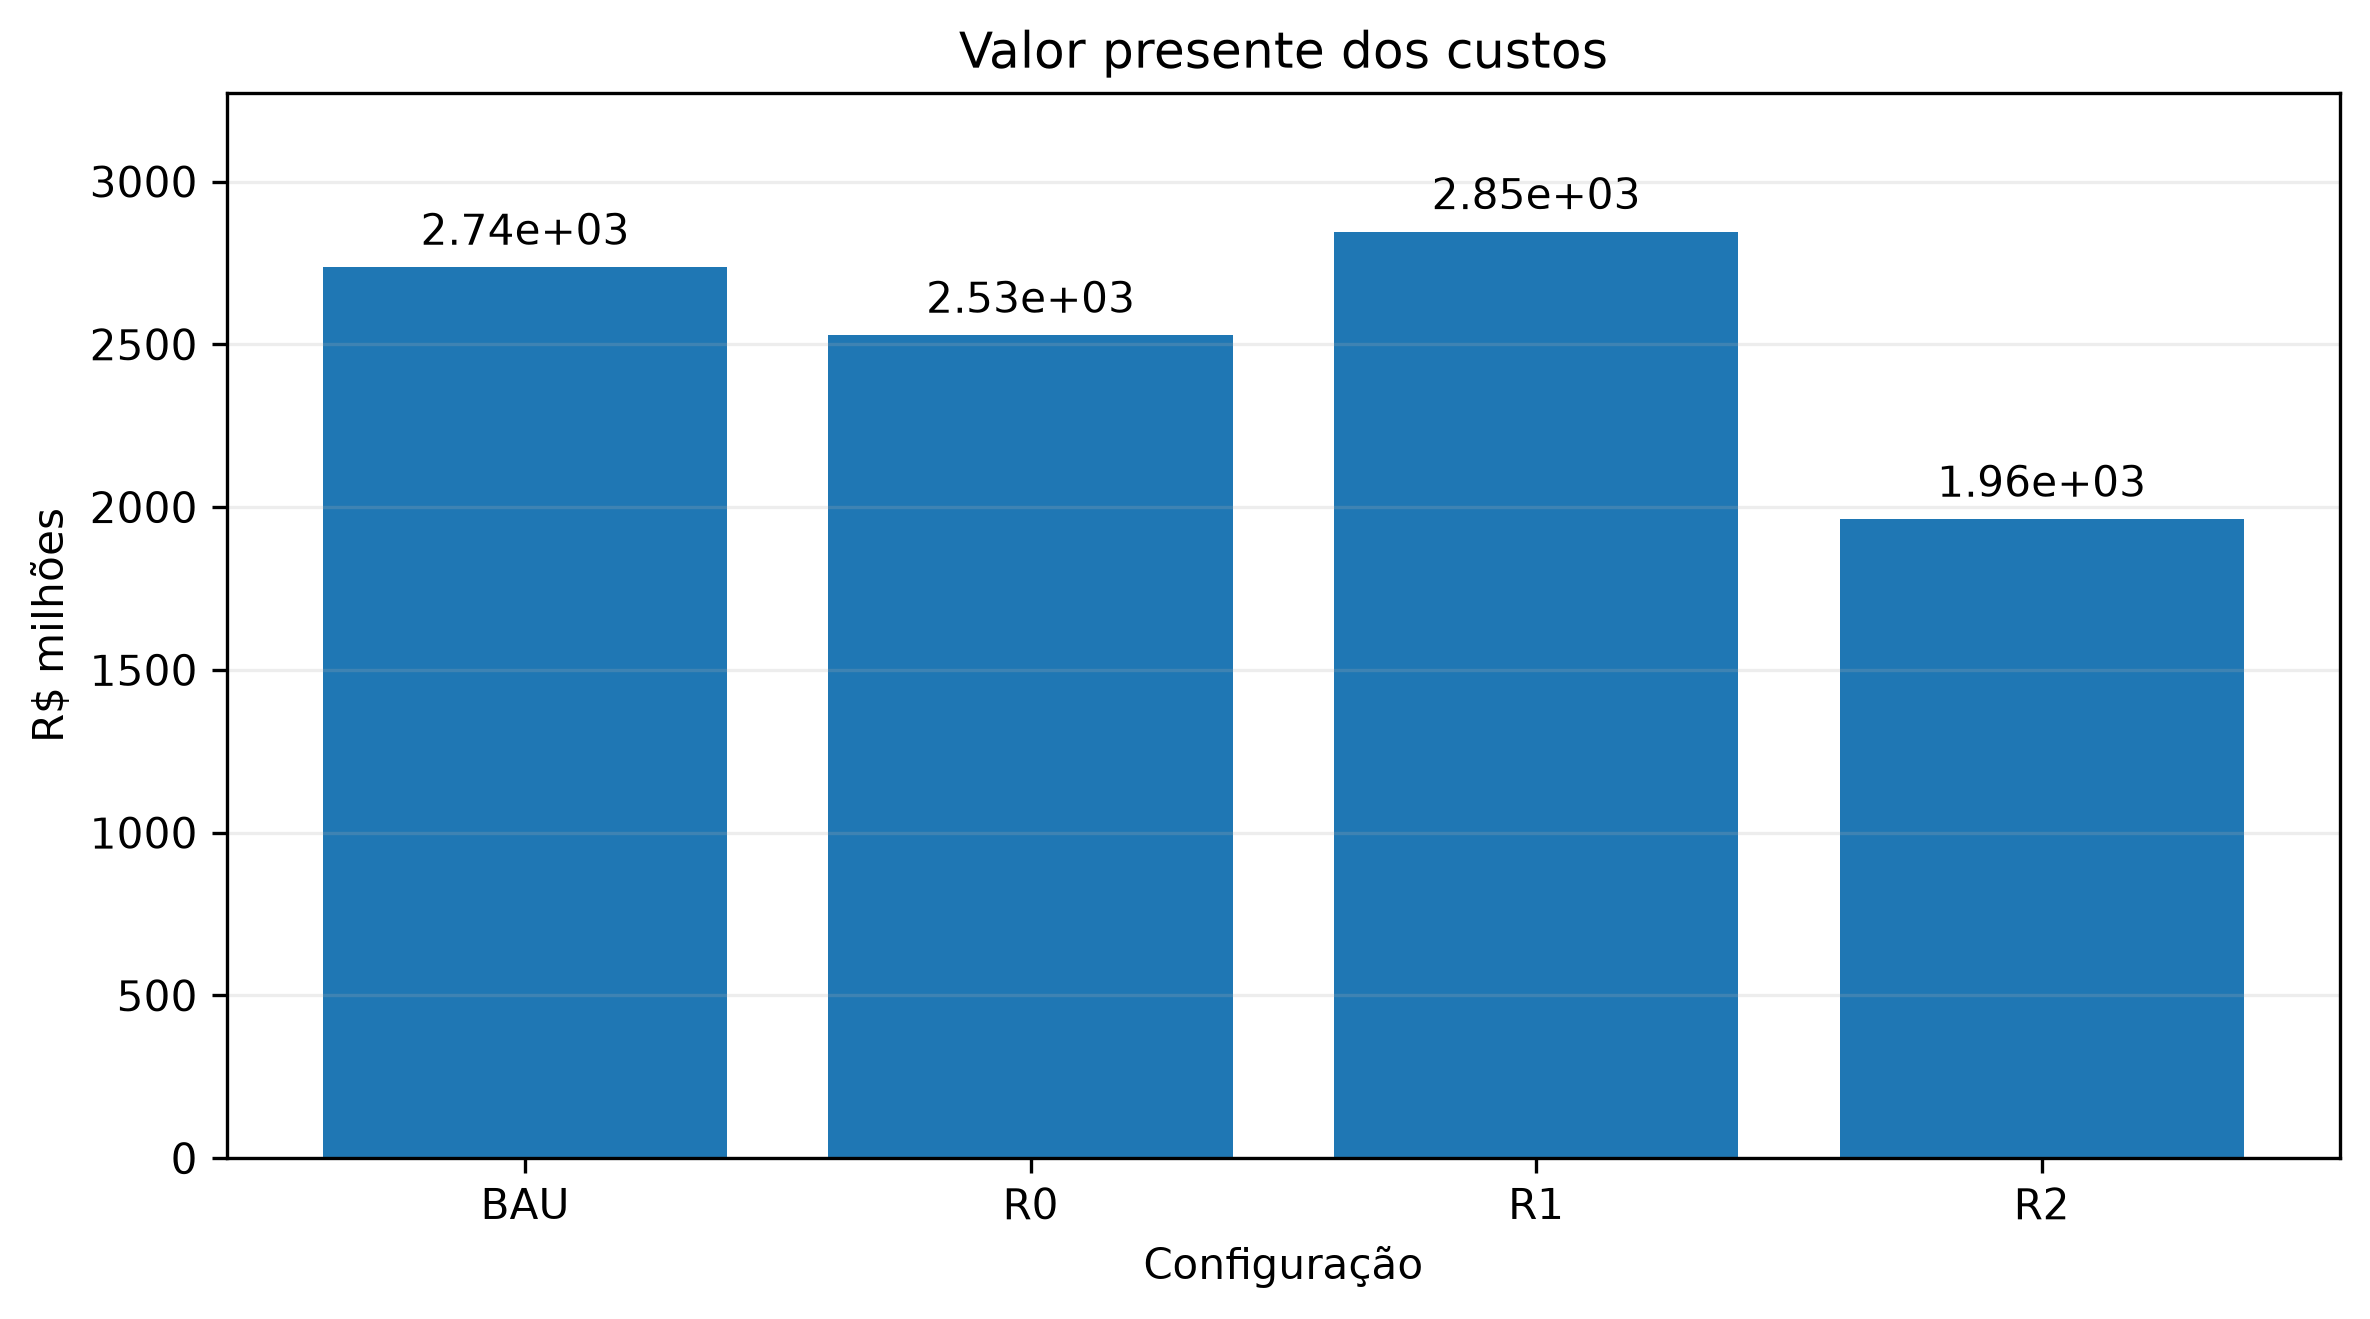 Valor presente dos custos
R$ milhões
3000
2500
2000
1500
1000
500
0
2.74e+03
2.53e+03
2.85e+03
1.96e+03
BAU
R0
R1
R2
Configuração